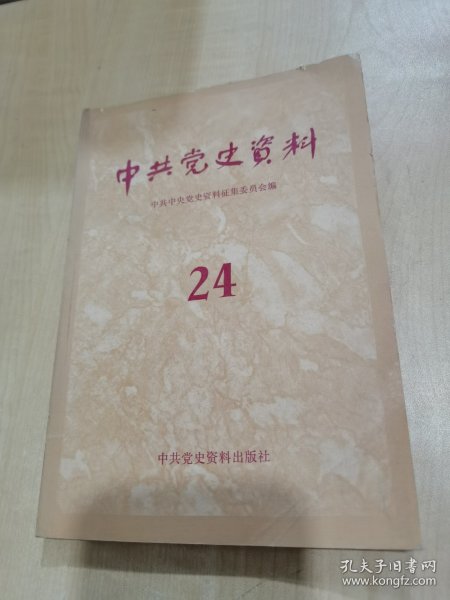 中共党史資料
中共中央党史资料征集委员会编
24
中共党史资料出版社
孔夫子旧书网
www.kongfz.com